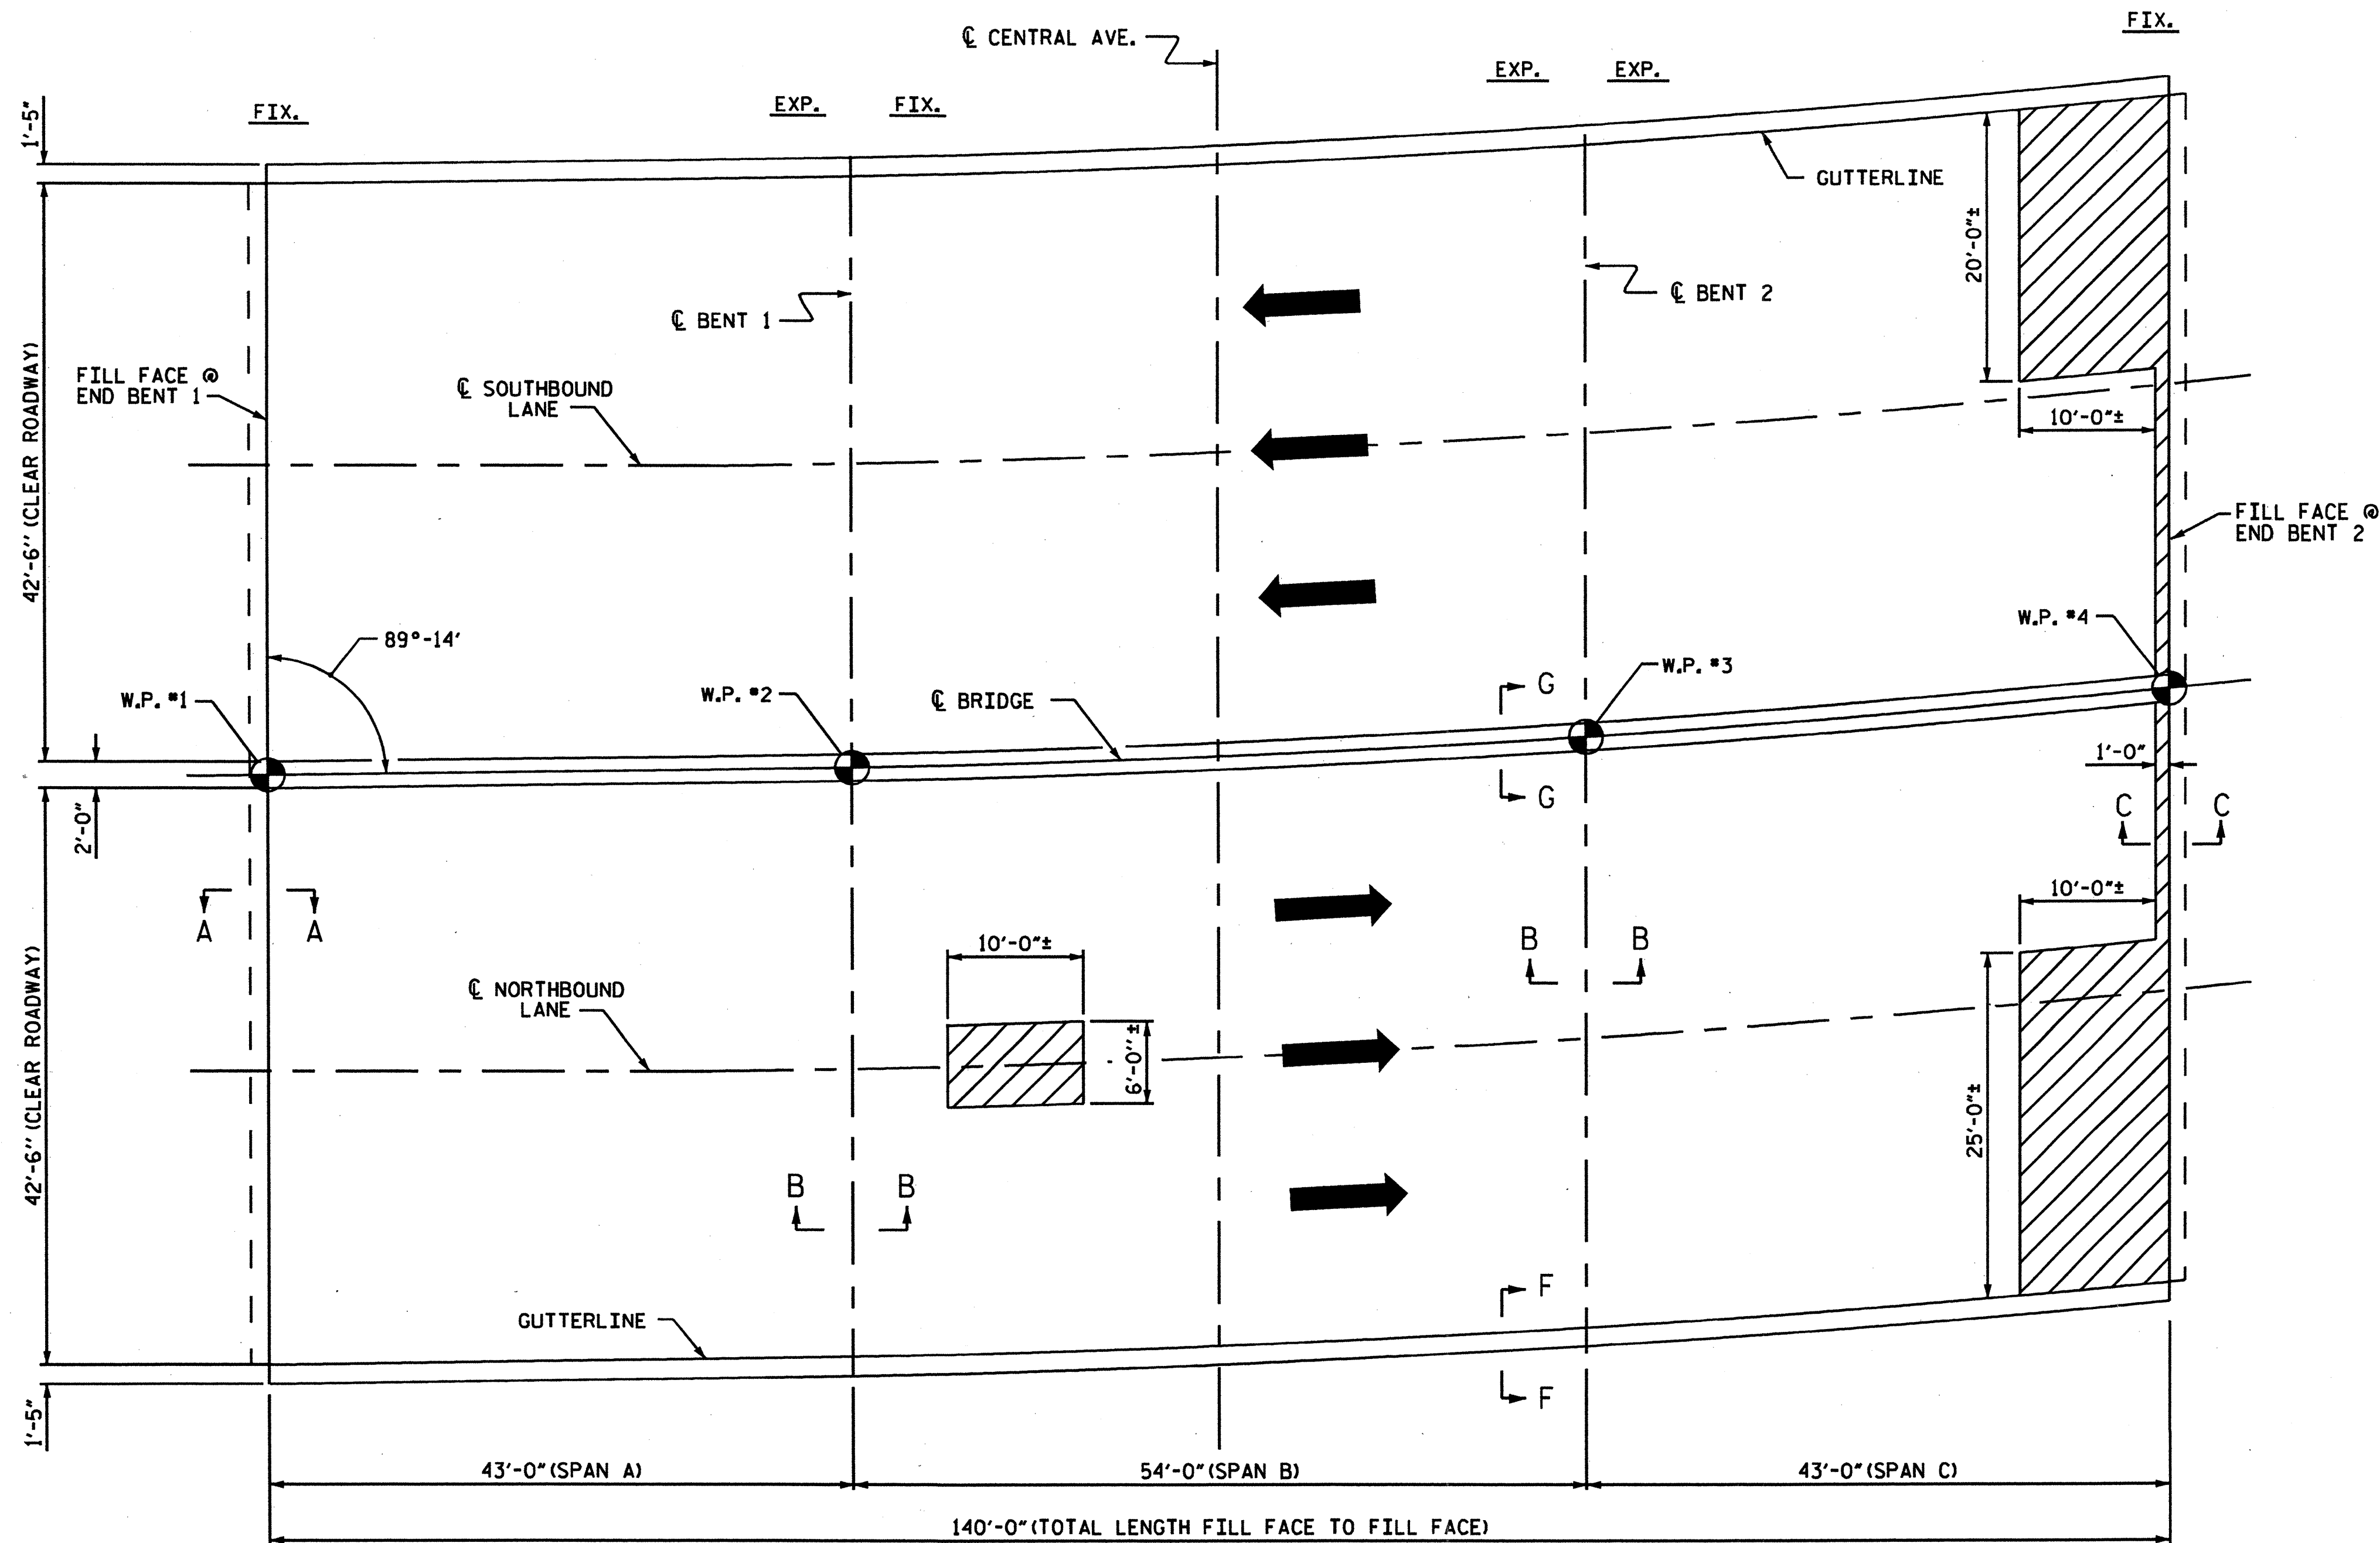 FIX.
℄ CENTRAL AVE.
EXP.
EXP.
FIX.
EXP.
FIX.
1'-5"
GUTTERLINE
20'-0"±
℄ BENT 2
℄ BENT 1
FILL FACE @
END BENT 1
℄ SOUTHBOUND
LANE
10'-0"±
42'-6" (CLEAR ROADWAY)
FILL FACE @
END BENT 2
W.P. #4
89°-14'
W.P. #3
W.P. #1
W.P. #2
℄ BRIDGE
G
G
1'-0"
2'-0"
C
C
10'-0"±
A
A
10'-0"±
B
B
℄ NORTHBOUND
LANE
6'-0"±
42'-6" (CLEAR ROADWAY)
25'-0"±
B
B
F
GUTTERLINE
F
1'-5"
43'-0" (SPAN A)
54'-0" (SPAN B)
43'-0" (SPAN C)
140'-0" (TOTAL LENGTH FILL FACE TO FILL FACE)